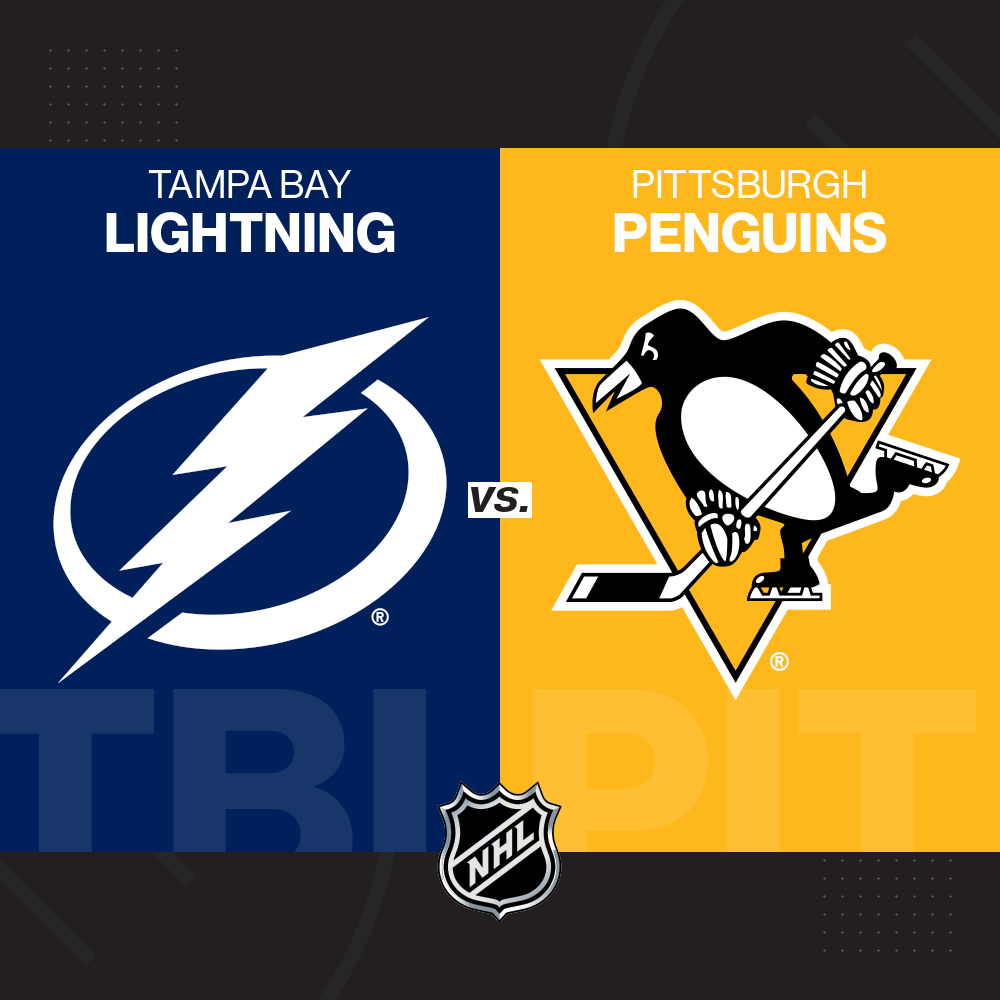 TAMPA BAY
LIGHTNING
PITTSBURGH
PENGUINS
vs.
®
®
TBL
PIT
NHL